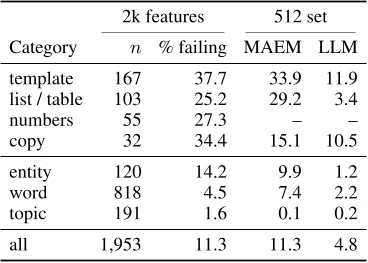 2k features 512 set
Category n % failing MAEM LLM
template 167 37.7 33.9 11.9
list / table 103 25.2 29.2 3.4
numbers 55 27.3 – –
copy 32 34.4 15.1 10.5
entity 120 14.2 9.9 1.2
word 818 4.5 7.4 2.2
topic 191 1.6 0.1 0.2
all 1,953 11.3 11.3 4.8